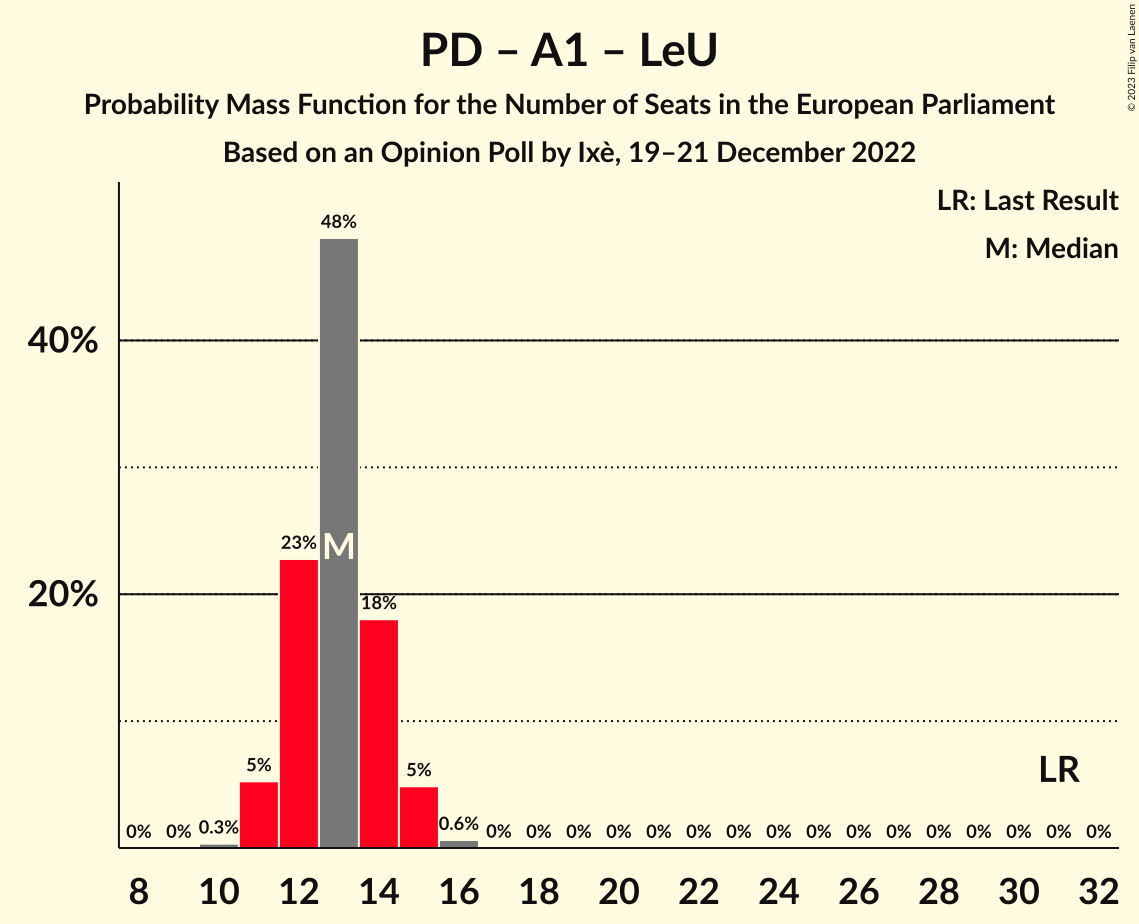 PD – A1 – LeU
Probability Mass Function for the Number of Seats in the European Parliament
Based on an Opinion Poll by Ixè, 19–21 December 2022
© 2023 Filip van Laenen
LR: Last Result
M: Median
48%
40%
23%
M
20%
18%
LR
5%
5%
0% 0% 0.3% 0.6% 0% 0% 0% 0% 0% 0% 0% 0% 0% 0% 0% 0% 0% 0% 0% 0%
8 10 12 14 16 18 20 22 24 26 28 30 32